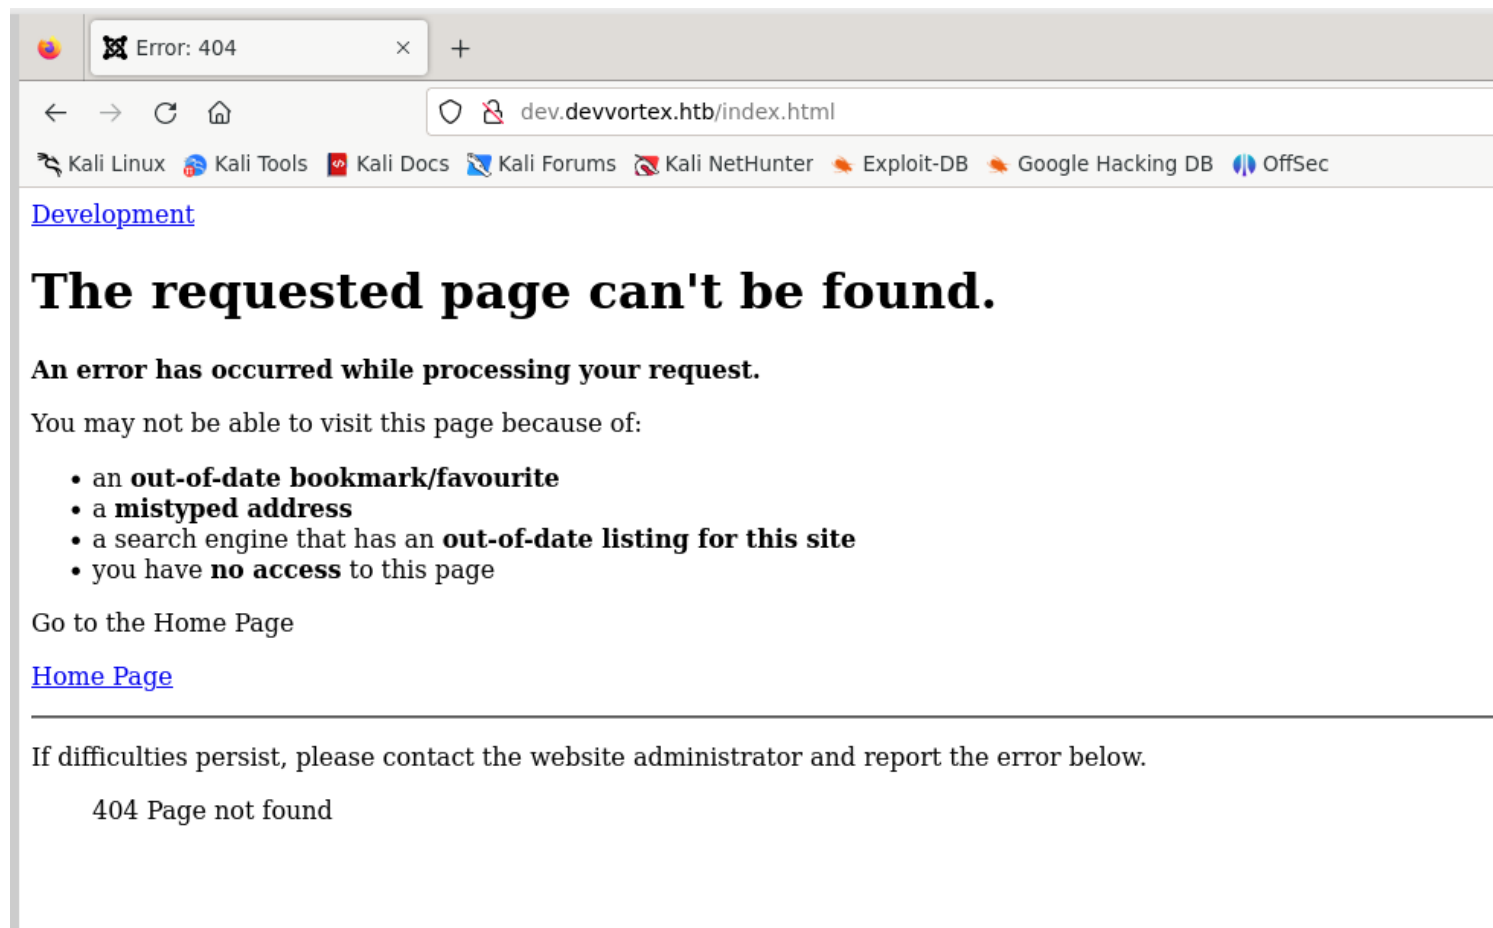 Error: 404
dev.devvortex.htb/index.html
Kali Linux Kali Tools Kali Docs Kali Forums Kali NetHunter Exploit-DB Google Hacking DB OffSec
Development
The requested page can't be found.
An error has occurred while processing your request.
You may not be able to visit this page because of:
• an out-of-date bookmark/favourite
• a mistyped address
• a search engine that has an out-of-date listing for this site
• you have no access to this page
Go to the Home Page
Home Page
If difficulties persist, please contact the website administrator and report the error below.
404 Page not found